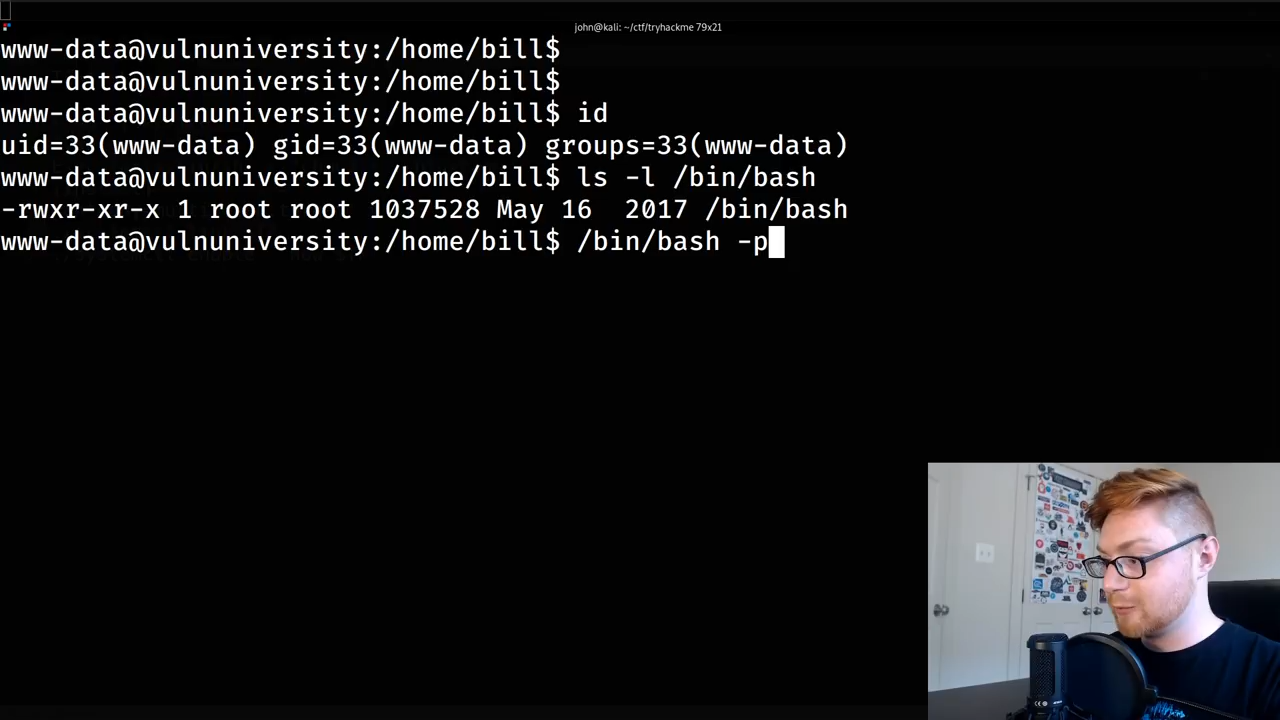 john@kali: ~/ctf/tryhackme 79x21
www-data@vulnuniversity:/home/bill$
www-data@vulnuniversity:/home/bill$
www-data@vulnuniversity:/home/bill$ id
uid=33(www-data) gid=33(www-data) groups=33(www-data)
www-data@vulnuniversity:/home/bill$ ls -l /bin/bash
-rwxr-xr-x 1 root root 1037528 May 16  2017 /bin/bash
www-data@vulnuniversity:/home/bill$ /bin/bash -p